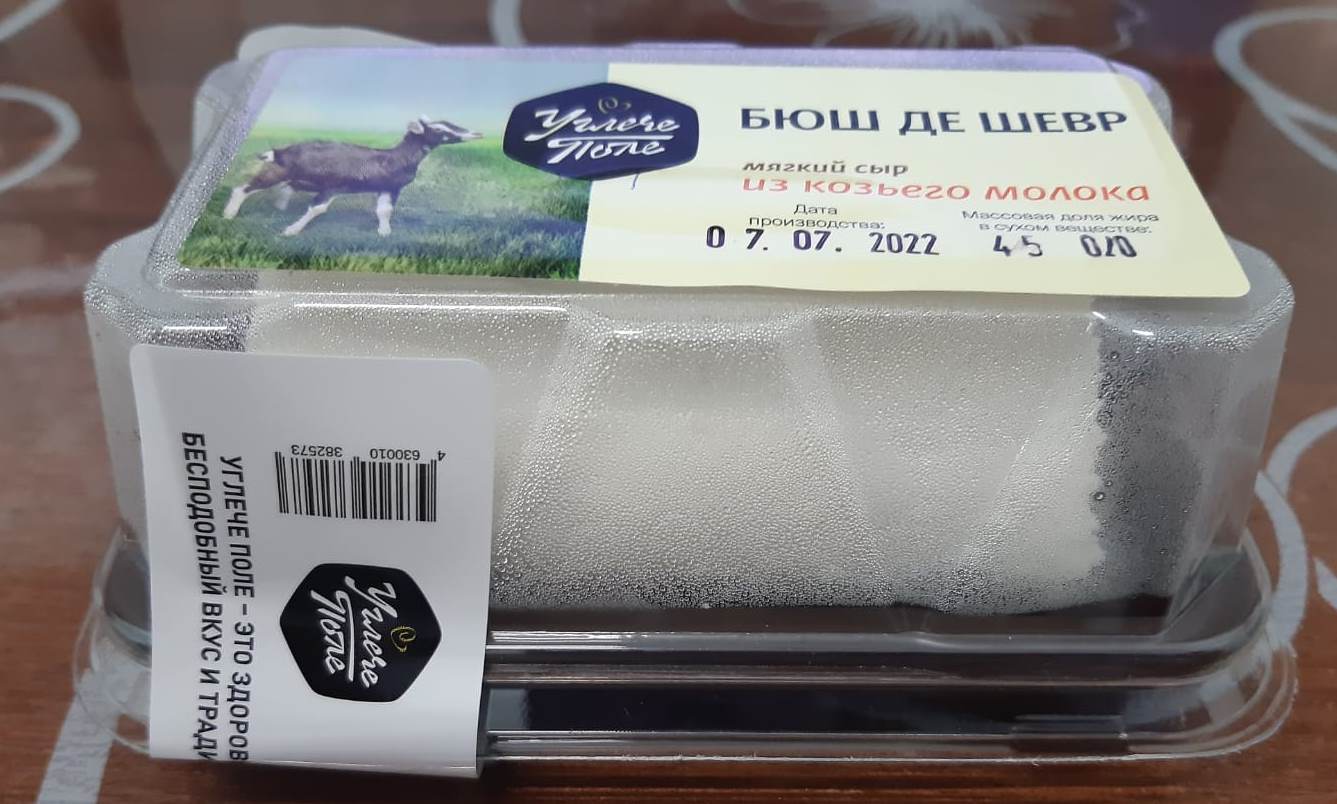 Углече
Поле
БЮШ ДЕ ШЕВР
мягкий сыр
из козьего молока
Дата
производства:
07. 07. 2022
Массовая доля жира
в сухом веществе:
45 0/0
4 630010 382573
Углече
Поле
УГЛЕЧЕ ПОЛЕ – ЭТО ЗДОРОВ
БЕСПОДОБНЫЙ ВКУС И ТРАДИ